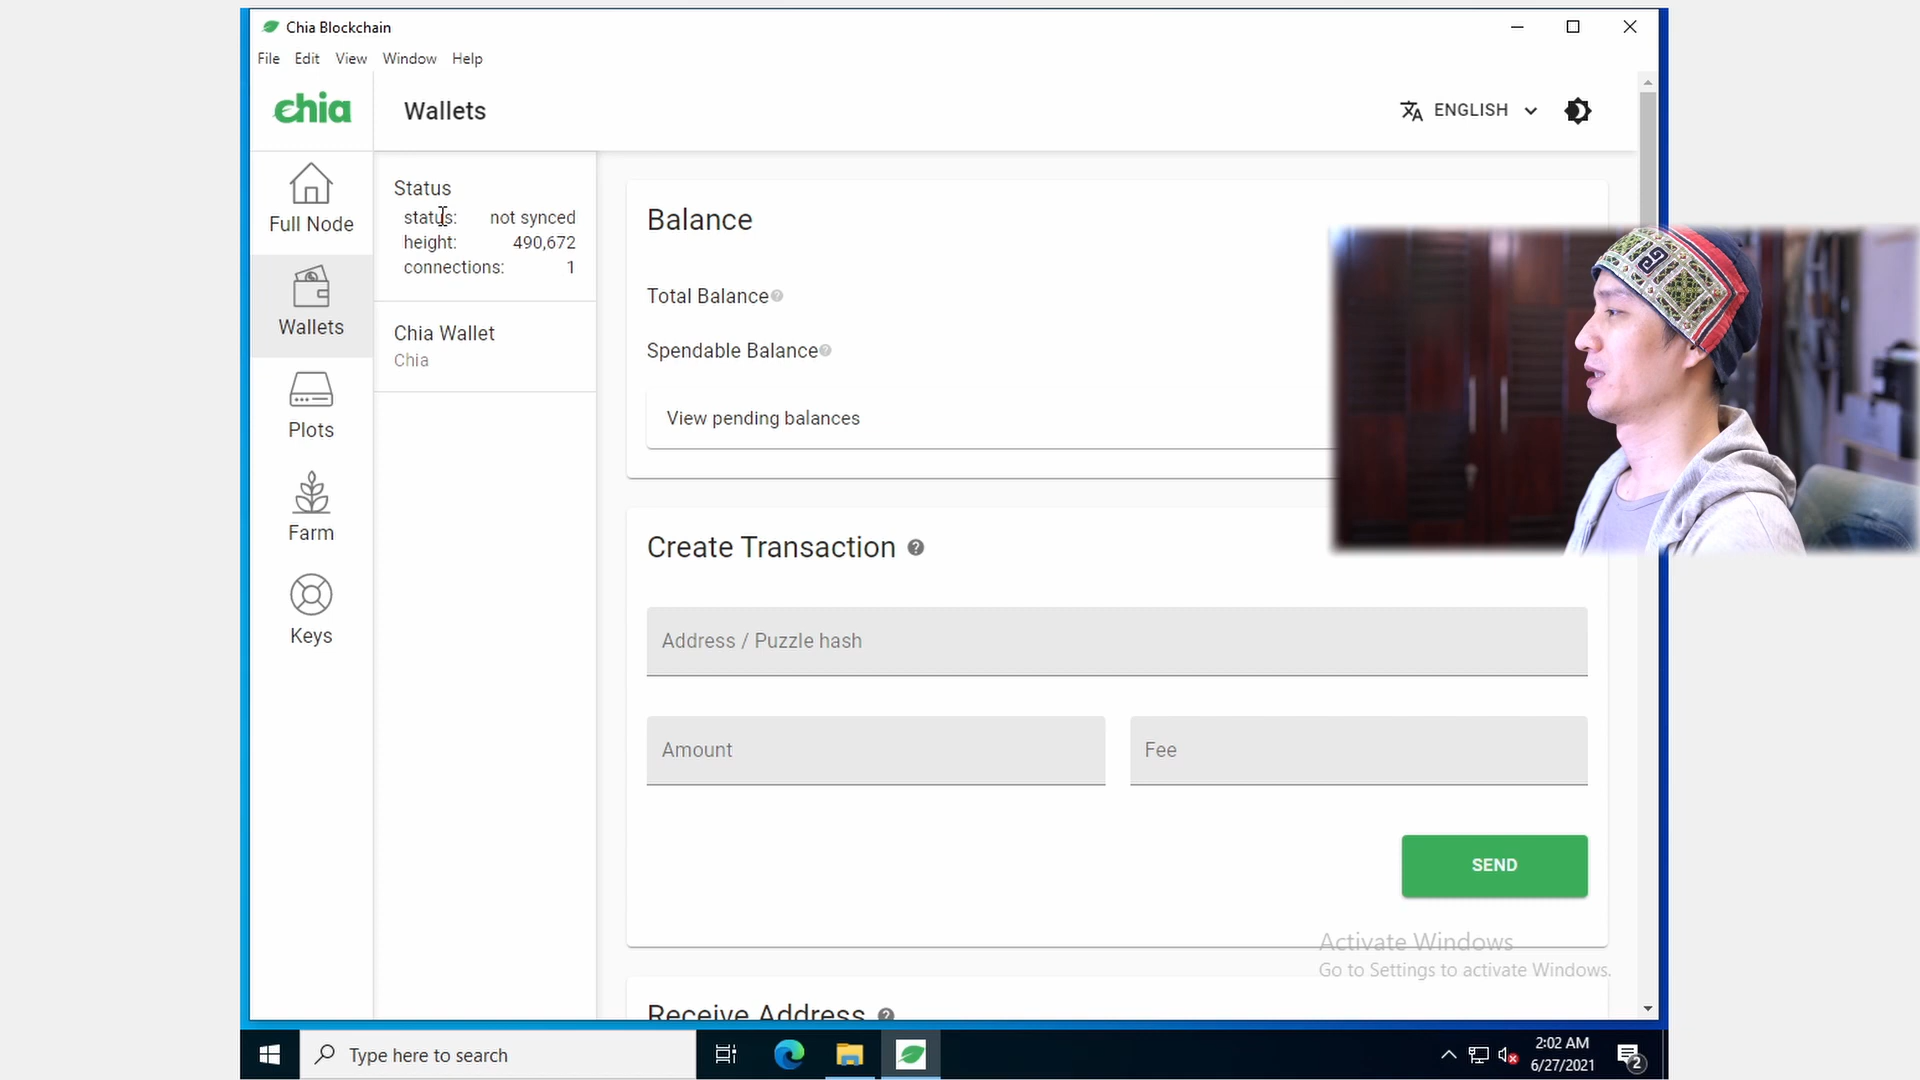 Chia Blockchain
File Edit View Window Help
chia
Wallets
ENGLISH
Full Node
Wallets
Plots
Farm
Keys
Status
status: not synced
height: 490,672
connections: 1
Chia Wallet
Chia
Balance
Total Balance
Spendable Balance
View pending balances
Create Transaction
Address / Puzzle hash
Amount
Fee
SEND
Activate Windows
Go to Settings to activate Windows.
Receive Address
Type here to search
2:02 AM
6/27/2021
2